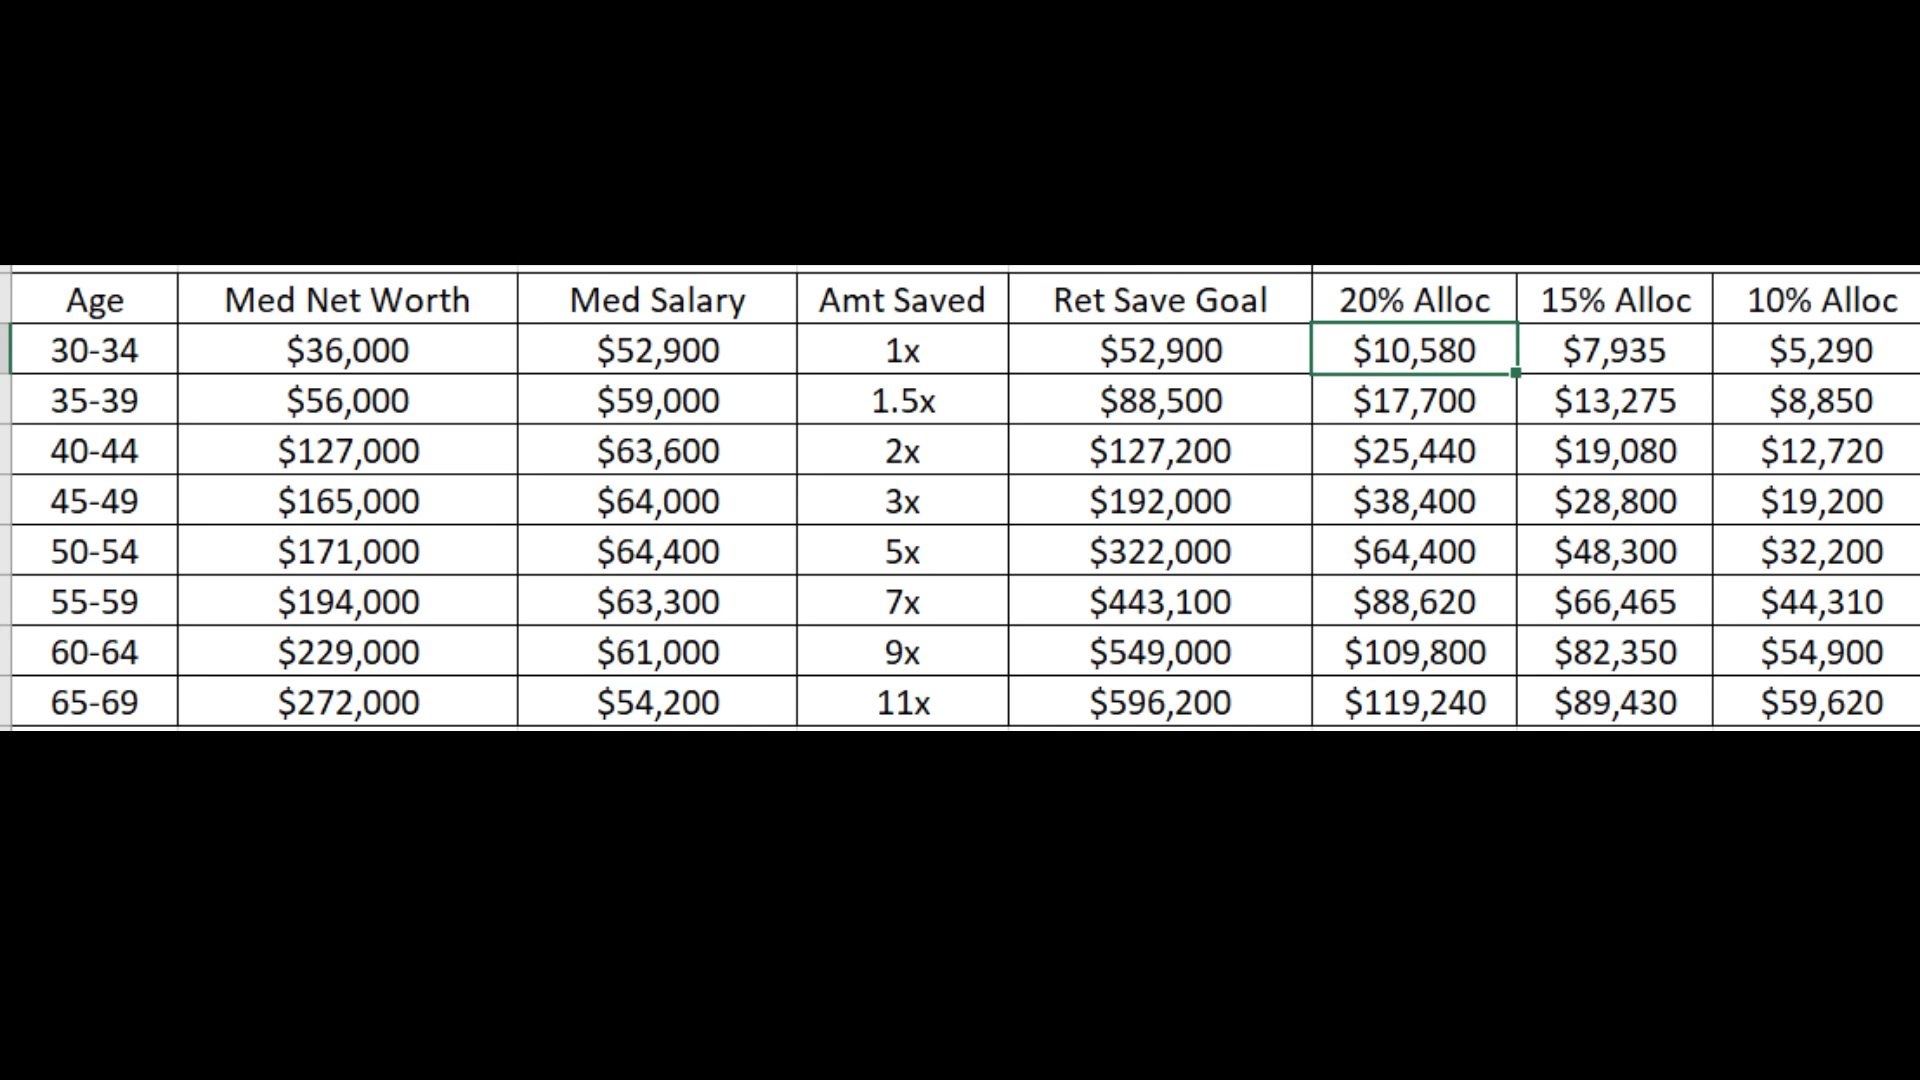 Age Med Net Worth Med Salary Amt Saved Ret Save Goal 20% Alloc 15% Alloc 10% Alloc
30-34 $36,000 $52,900 1x $52,900 $10,580 $7,935 $5,290
35-39 $56,000 $59,000 1.5x $88,500 $17,700 $13,275 $8,850
40-44 $127,000 $63,600 2x $127,200 $25,440 $19,080 $12,720
45-49 $165,000 $64,000 3x $192,000 $38,400 $28,800 $19,200
50-54 $171,000 $64,400 5x $322,000 $64,400 $48,300 $32,200
55-59 $194,000 $63,300 7x $443,100 $88,620 $66,465 $44,310
60-64 $229,000 $61,000 9x $549,000 $109,800 $82,350 $54,900
65-69 $272,000 $54,200 11x $596,200 $119,240 $89,430 $59,620